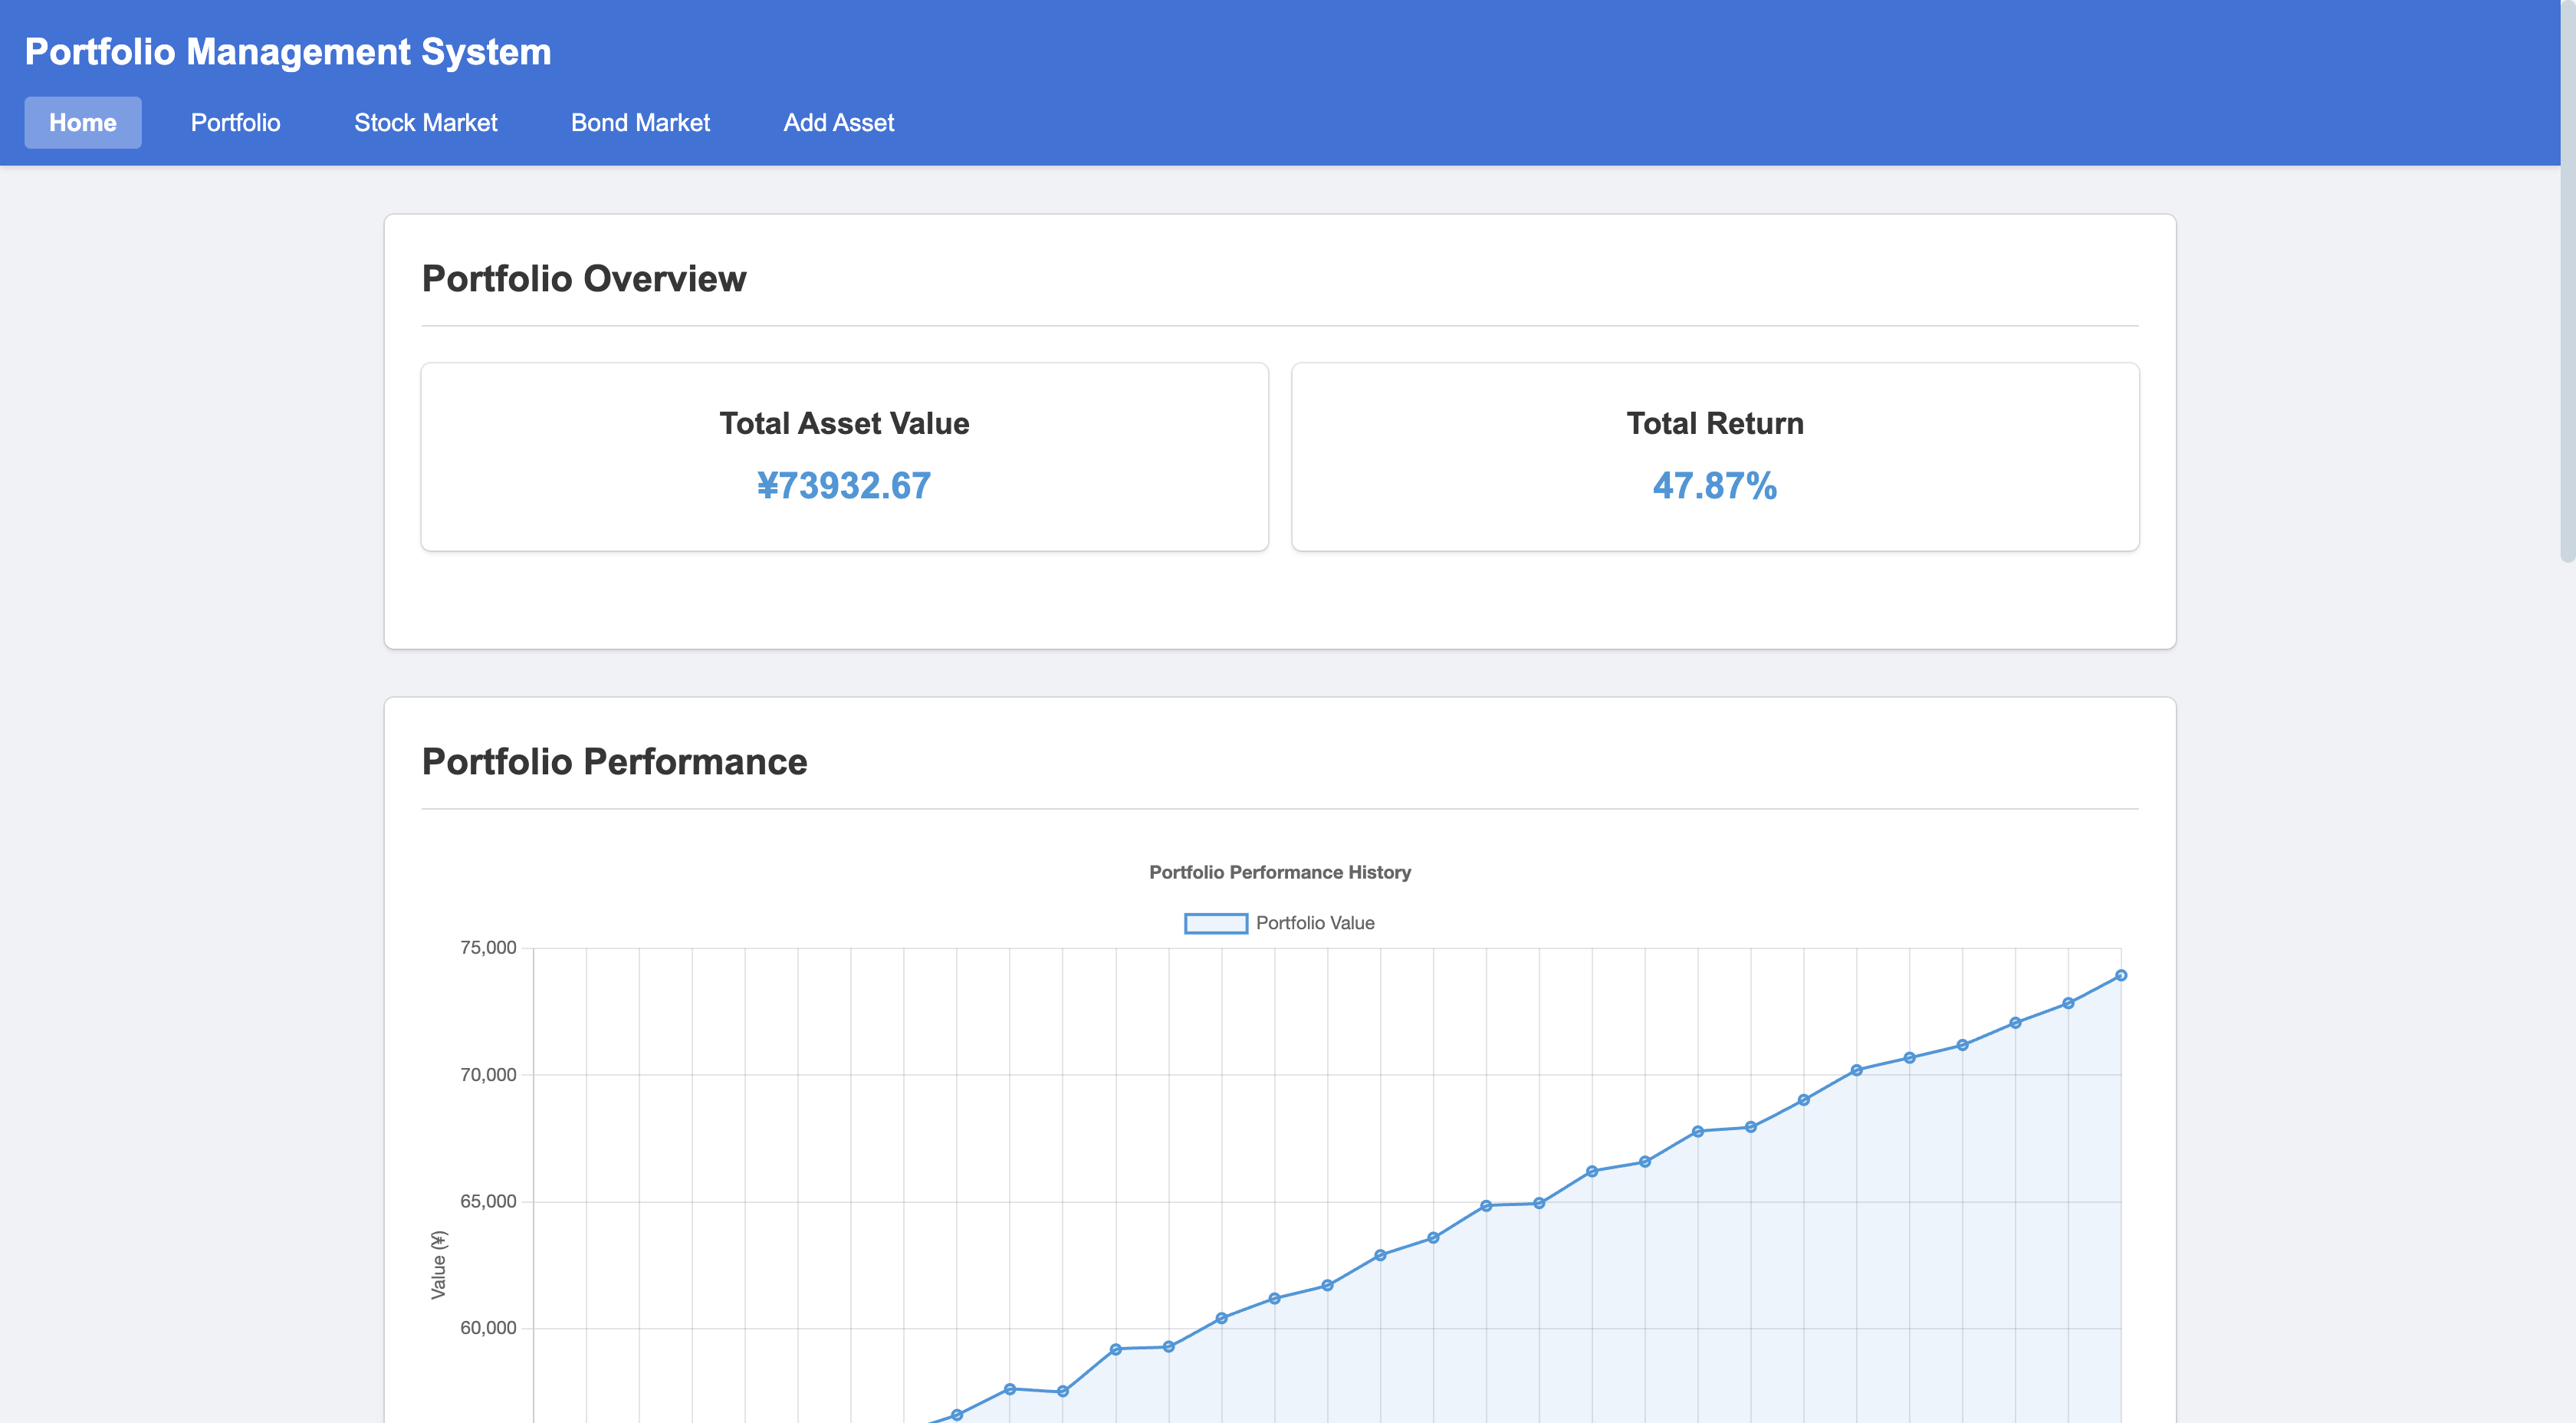 Portfolio Management System
Home Portfolio Stock Market Bond Market Add Asset
Portfolio Overview
Total Asset Value
¥73932.67
Total Return
47.87%
Portfolio Performance
Portfolio Performance History
Portfolio Value
75,000
70,000
65,000
60,000
Value (¥)